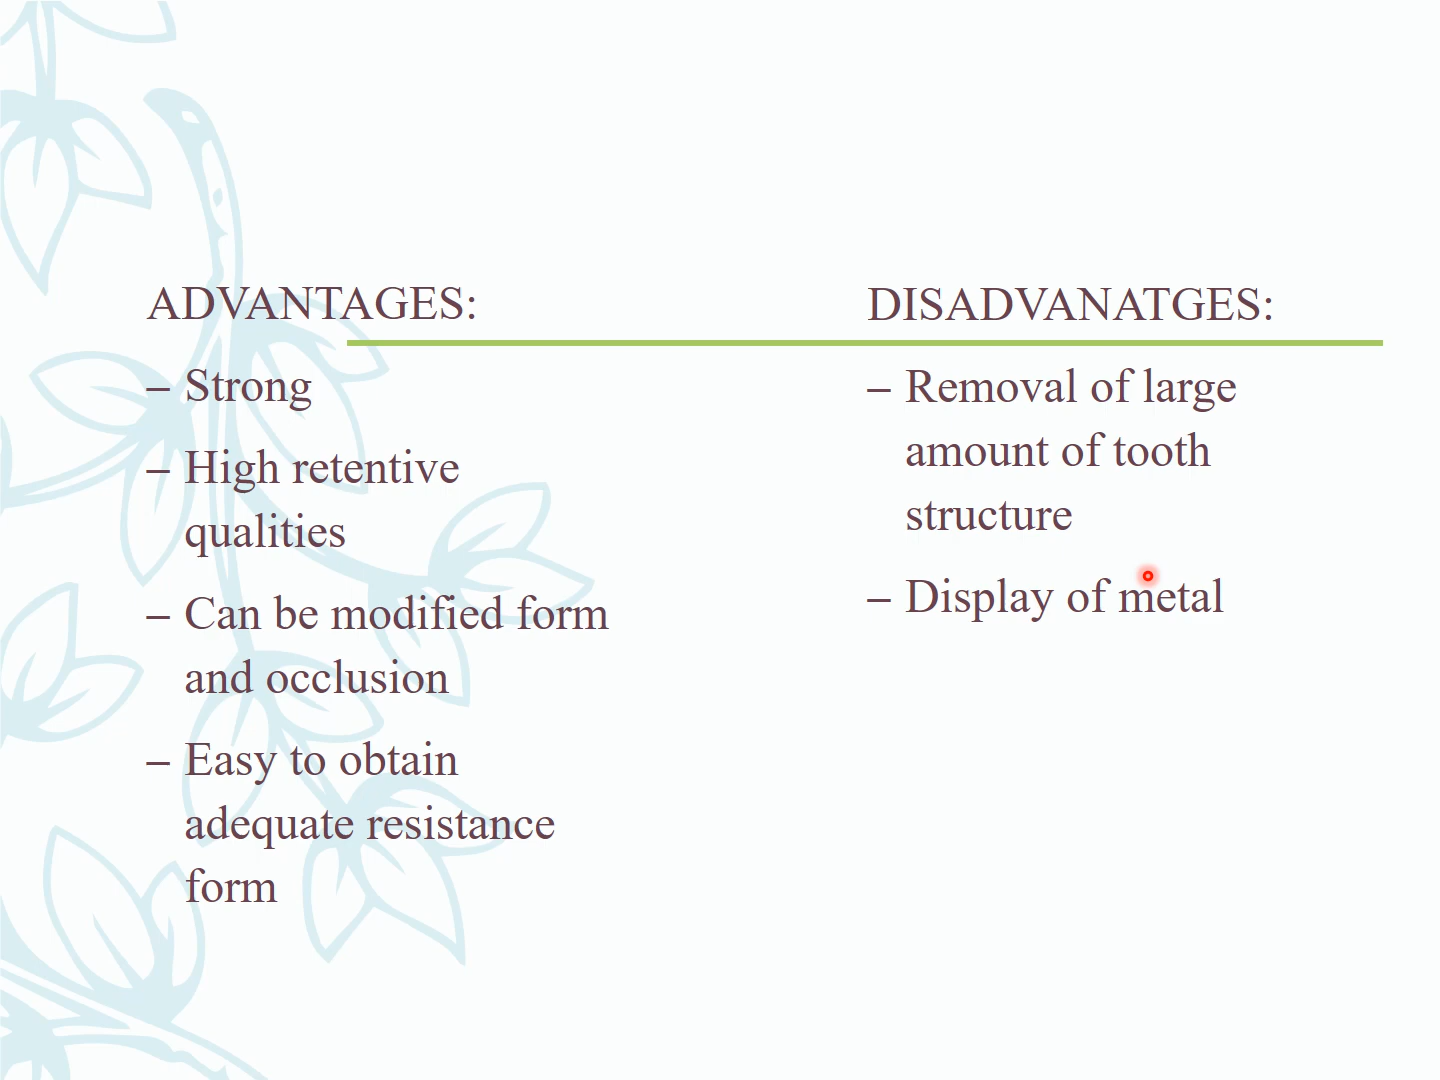 ADVANTAGES:
– Strong
– High retentive
qualities
– Can be modified form
and occlusion
– Easy to obtain
adequate resistance
form
DISADVANATGES:
– Removal of large
amount of tooth
structure
– Display of metal